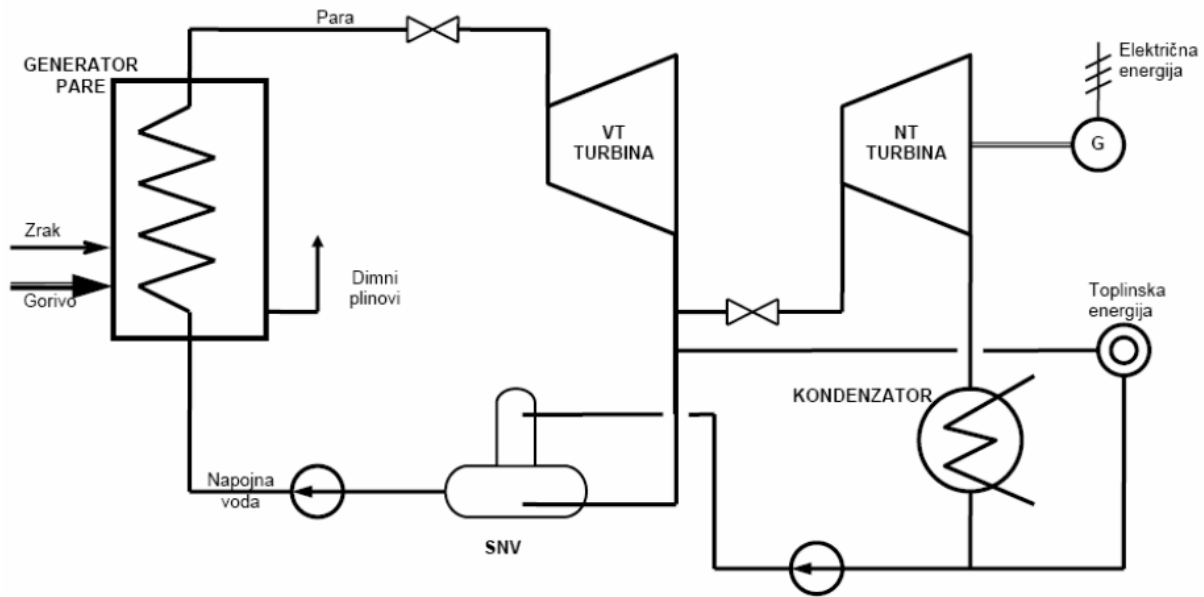 Para
GENERATOR
PARE
Električna
energija
VT
TURBINA
NT
TURBINA
G
Zrak
Gorivo
Dimni
plinovi
Toplinska
energija
KONDENZATOR
Napojna
voda
SNV